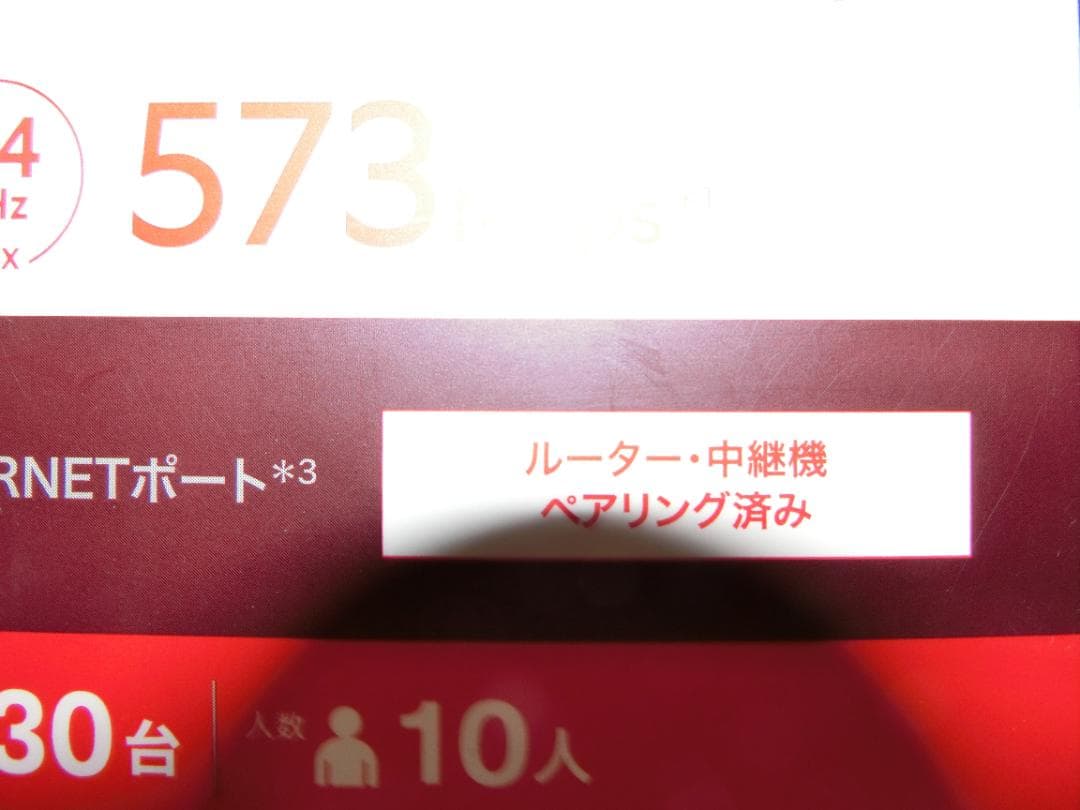 4
Hz
x
573
RNETポート*3
ルーター・中継機
ペアリング済み
30台
人数 10人